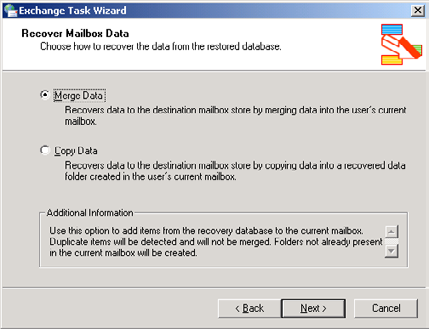 Exchange Task Wizard
Recover Mailbox Data
Choose how to recover the data from the restored database.
Merge Data
Recovers data to the destination mailbox store by merging data into the user's current
mailbox.
Copy Data
Recovers data to the destination mailbox store by copying data into a recovered data
folder created in the user's current mailbox.
Additional Information
Use this option to add items from the recovery database to the current mailbox.
Duplicate items will be detected and will not be merged. Folders not already present
in the current mailbox will be created.
< Back
Next >
Cancel